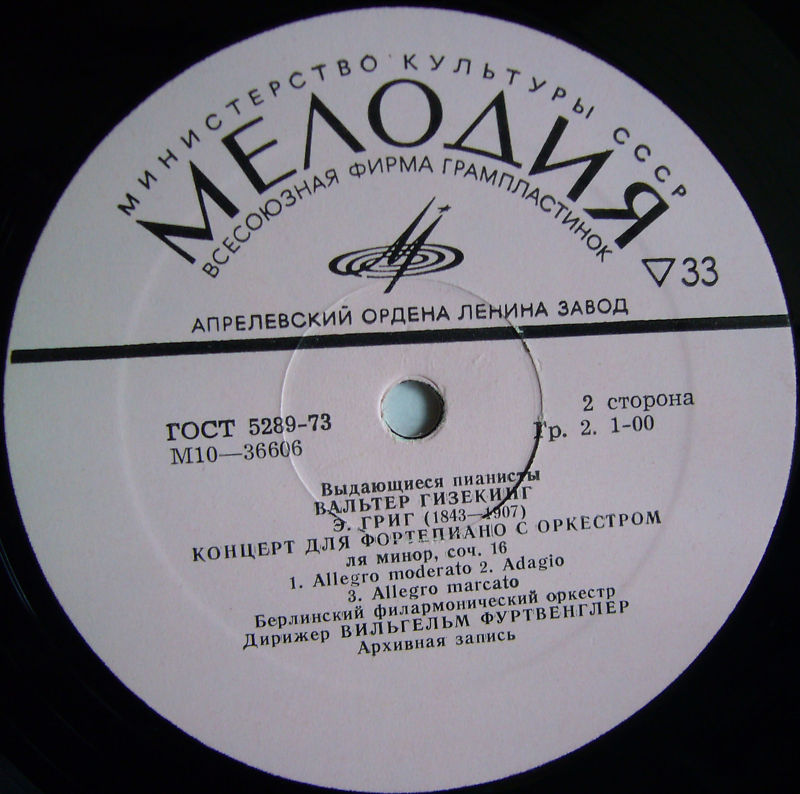 МИНИСТЕРСТВО КУЛЬТУРЫ СССР
МЕЛОДИЯ
ВСЕСОЮЗНАЯ ФИРМА ГРАМПЛАСТИНОК
▽33
АПРЕЛЕВСКИЙ ОРДЕНА ЛЕНИНА ЗАВОД
ГОСТ 5289-73
М10—36606
2 сторона
Гр. 2. 1-00
Выдающиеся пианисты
ВАЛЬТЕР ГИЗЕКИНГ
Э. ГРИГ (1843—1907)
КОНЦЕРТ ДЛЯ ФОРТЕПИАНО С ОРКЕСТРОМ
ля минор, соч. 16
1. Allegro moderato 2. Adagio
3. Allegro marcato
Берлинский филармонический оркестр
Дирижер ВИЛЬГЕЛЬМ ФУРТВЕНГЛЕР
Архивная запись